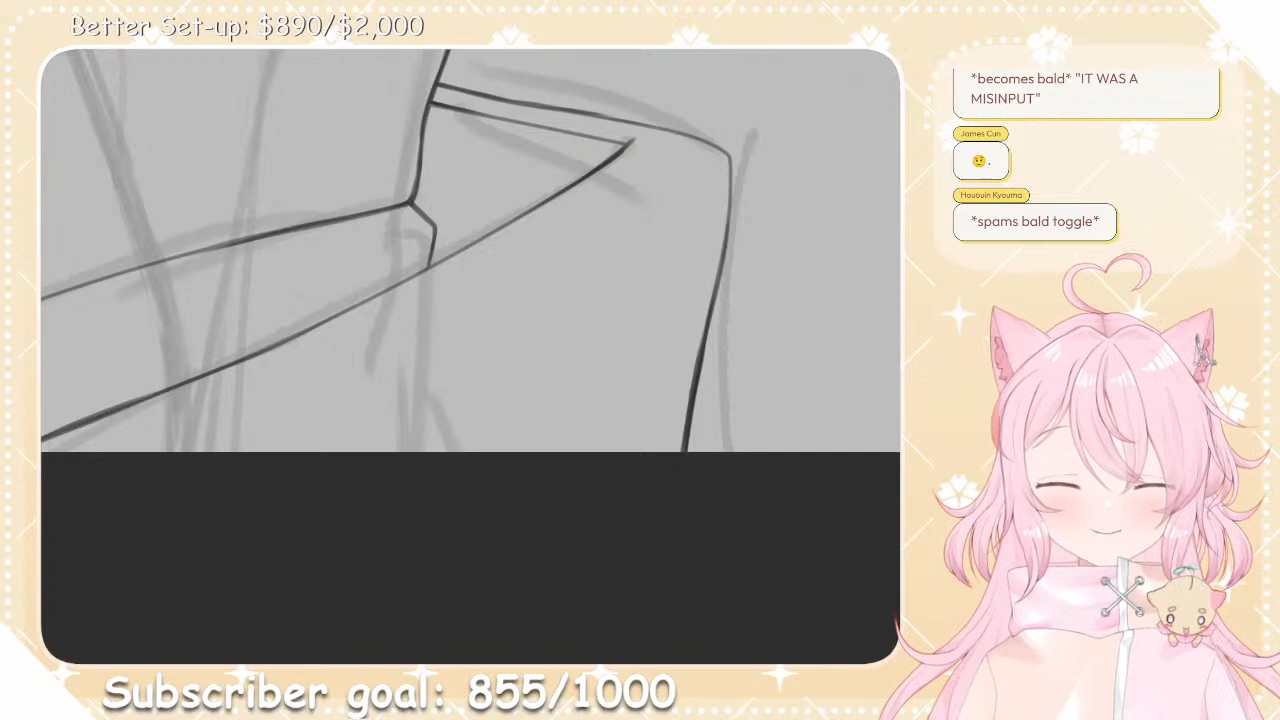 Better Set-up: $890/$2,000
*becomes bald* "IT WAS A
MISINPUT"
James Cun
🤨.
Hououin Kyouma
*spams bald toggle*
Subscriber goal: 855/1000